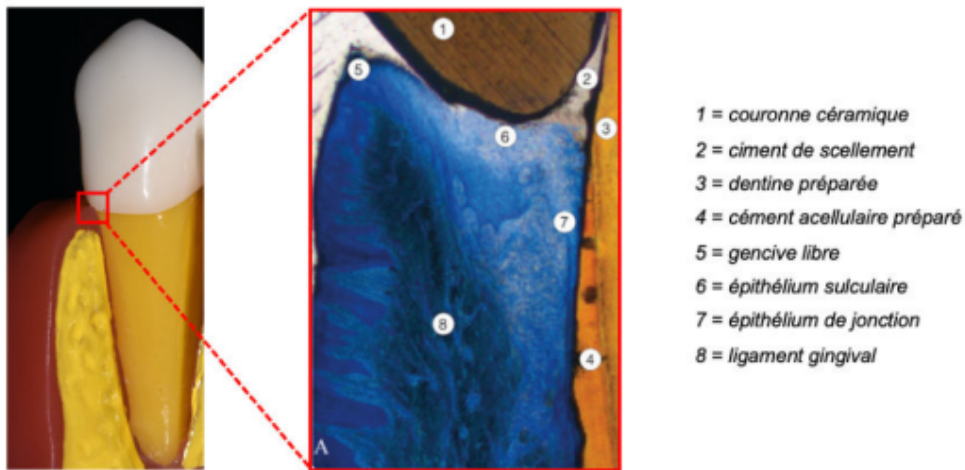 1
2
3
4
5
6
7
8
A
1 = couronne céramique
2 = ciment de scellement
3 = dentine préparée
4 = cément acellulaire préparé
5 = gencive libre
6 = épithélium sulculaire
7 = épithélium de jonction
8 = ligament gingival